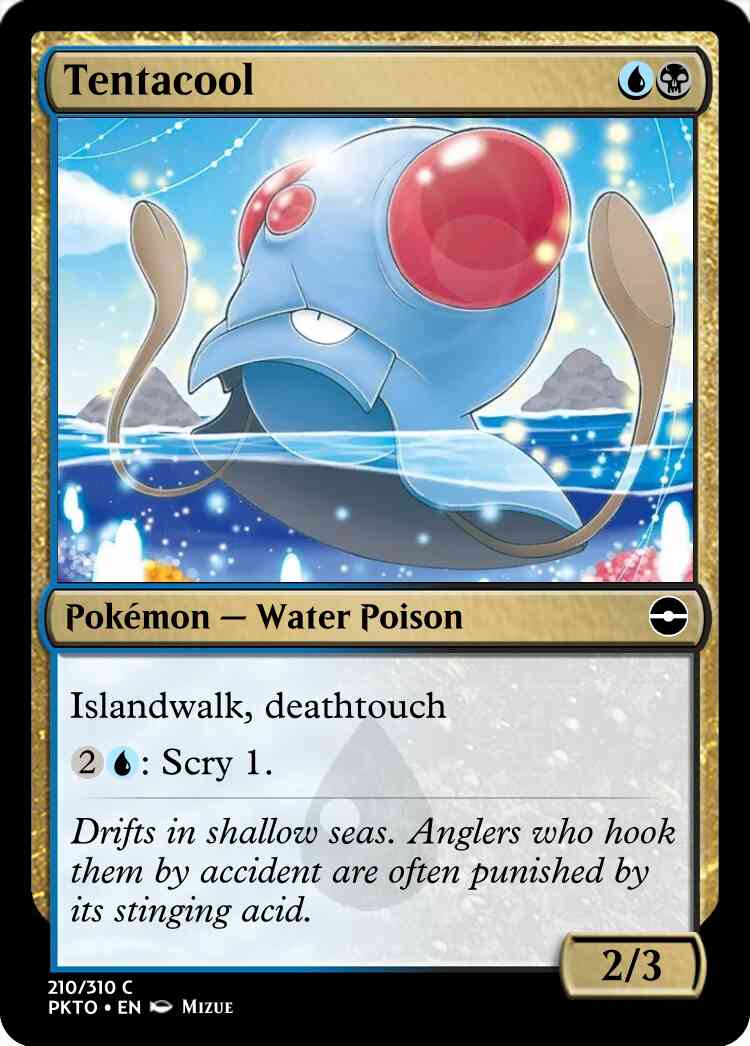 Tentacool
Pokémon — Water Poison
Islandwalk, deathtouch
2: Scry 1.
Drifts in shallow seas. Anglers who hook
them by accident are often punished by
its stinging acid.
2/3
210/310 C
PKTO • EN Mizue